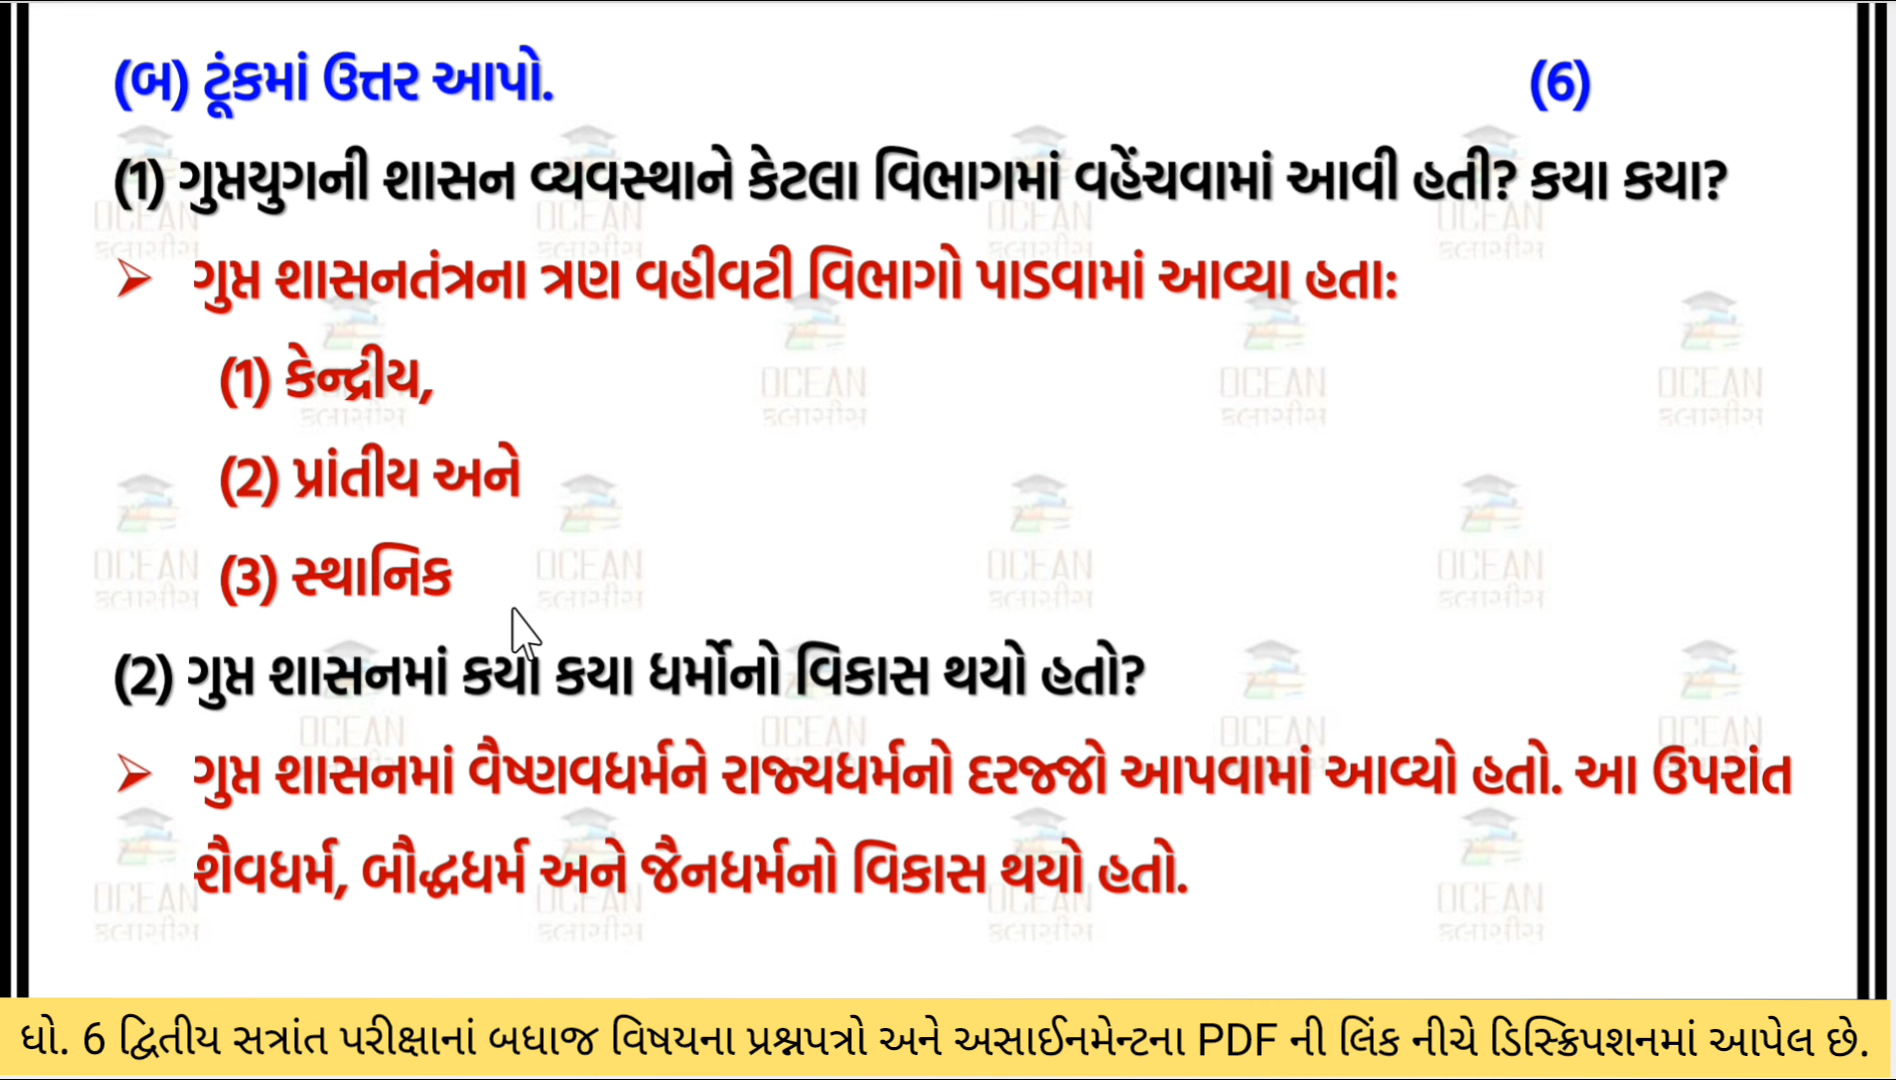 (બ) ટૂંકમાં ઉત્તર આપો. (6)
(1) ગુપ્તયુગની શાસન વ્યવસ્થાને કેટલા વિભાગમાં વહેંચવામાં આવી હતી? કયા કયા?
➢ ગુપ્ત શાસનતંત્રના ત્રણ વહીવટી વિભાગો પાડવામાં આવ્યા હતાઃ
(1) કેન્દ્રીય,
(2) પ્રાંતીય અને
(3) સ્થાનિક
(2) ગુપ્ત શાસનમાં કયા કયા ધર્મોનો વિકાસ થયો હતો?
➢ ગુપ્ત શાસનમાં વૈષ્ણવધર્મને રાજ્યધર્મનો દરજ્જો આપવામાં આવ્યો હતો. આ ઉપરાંત
શૈવધર્મ, બૌદ્ધધર્મ અને જૈનધર્મનો વિકાસ થયો હતો.
OCEAN
ક્લાસીસ
ધો. 6 દ્વિતીય સત્રાંત પરીક્ષાનાં બધાજ વિષયના પ્રશ્નપત્રો અને અસાઈનમેન્ટના PDF ની લિંક નીચે ડિસ્ક્રિપશનમાં આપેલ છે.